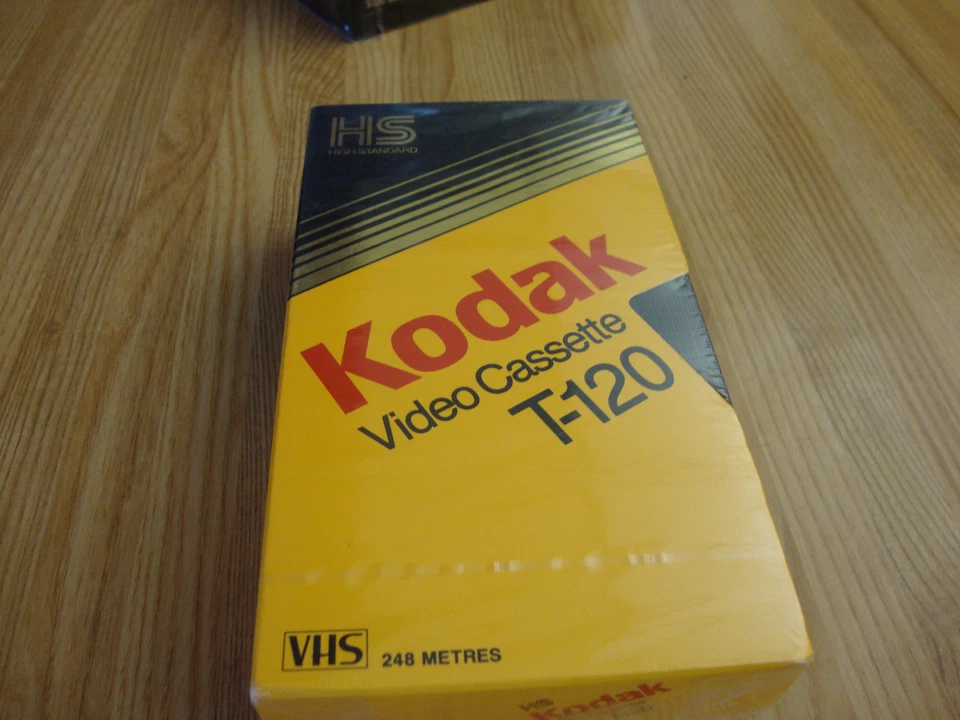 HS
HIGH STANDARD
Kodak
Video Cassette
T-120
VHS
248 METRES
HS
Kodak